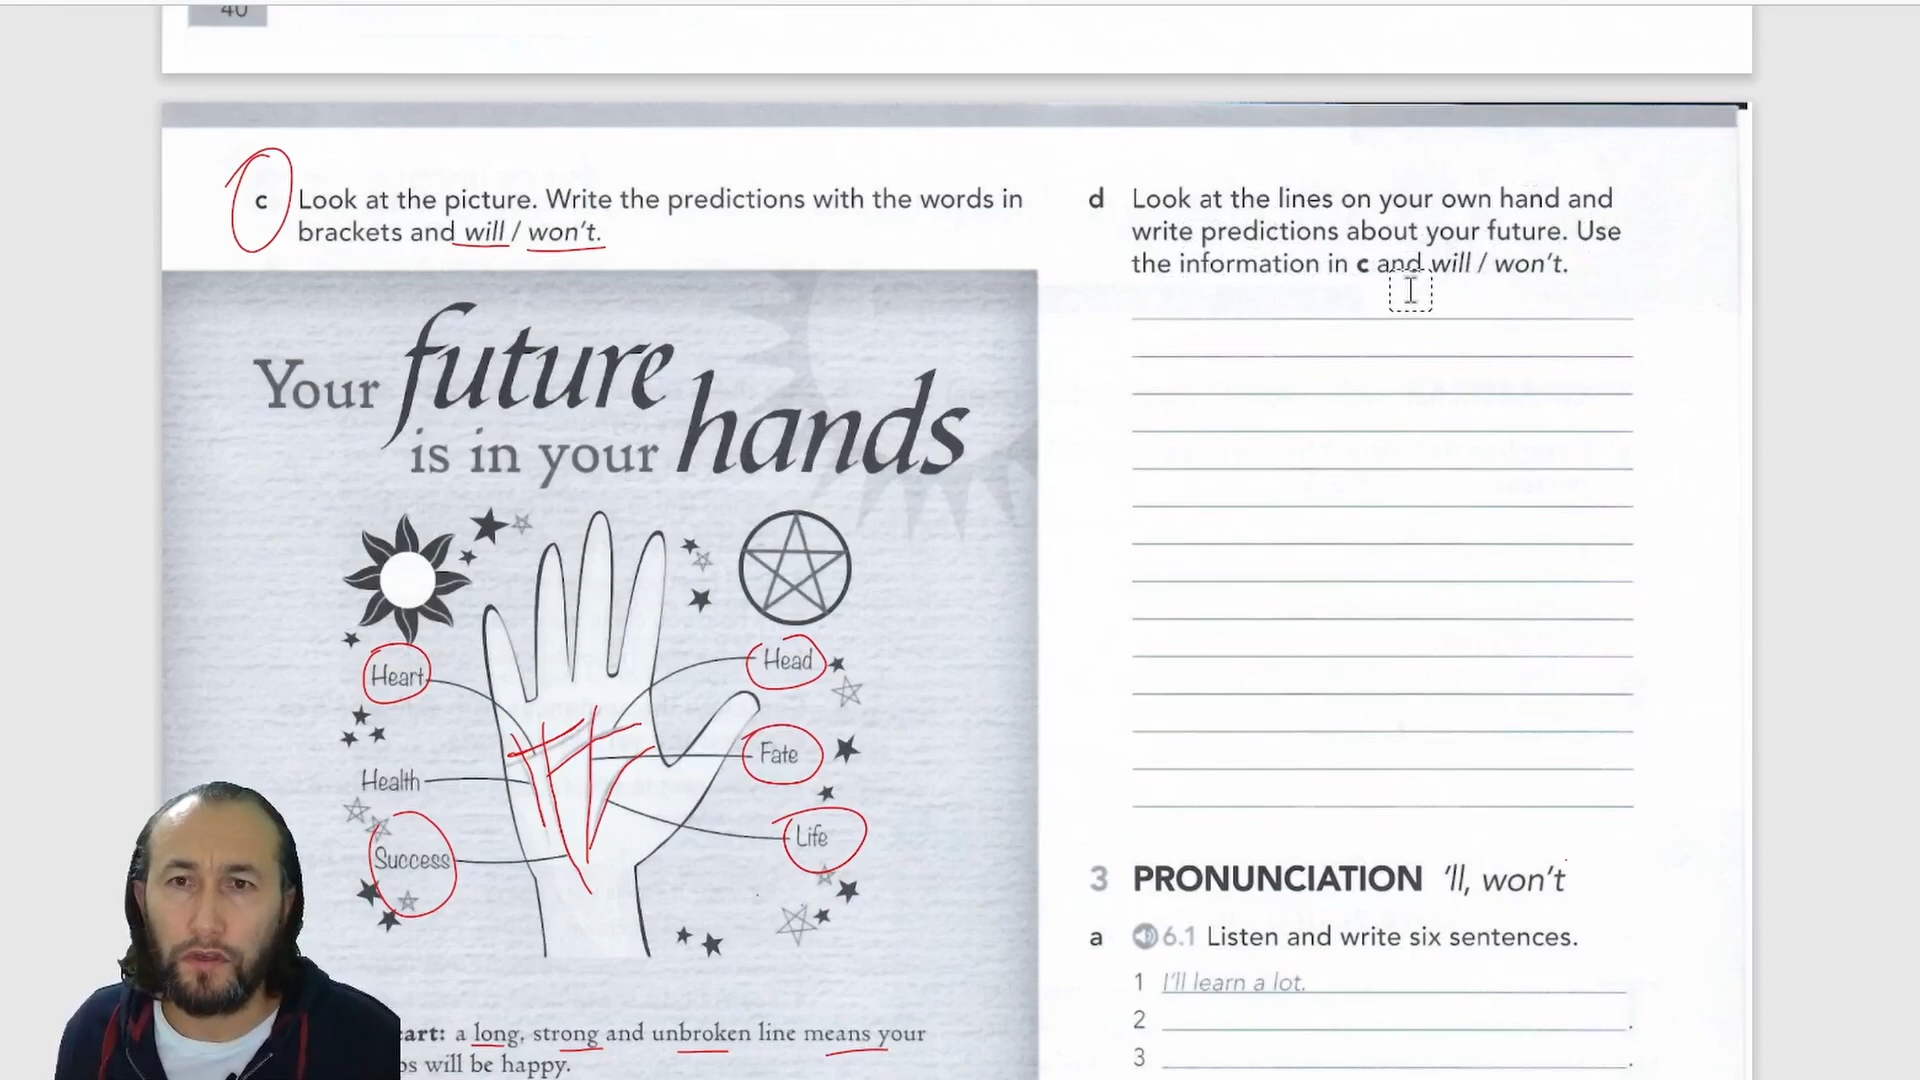 40
c Look at the picture. Write the predictions with the words in
brackets and will / won't.
Your future
is in your hands
Heart
Health
Success
Head
Fate
Life
art: a long, strong and unbroken line means your
s will be happy.
d Look at the lines on your own hand and
write predictions about your future. Use
the information in c and will / won't.
3 PRONUNCIATION 'll, won't
a 6.1 Listen and write six sentences.
1 I'll learn a lot.
2 .
3 .